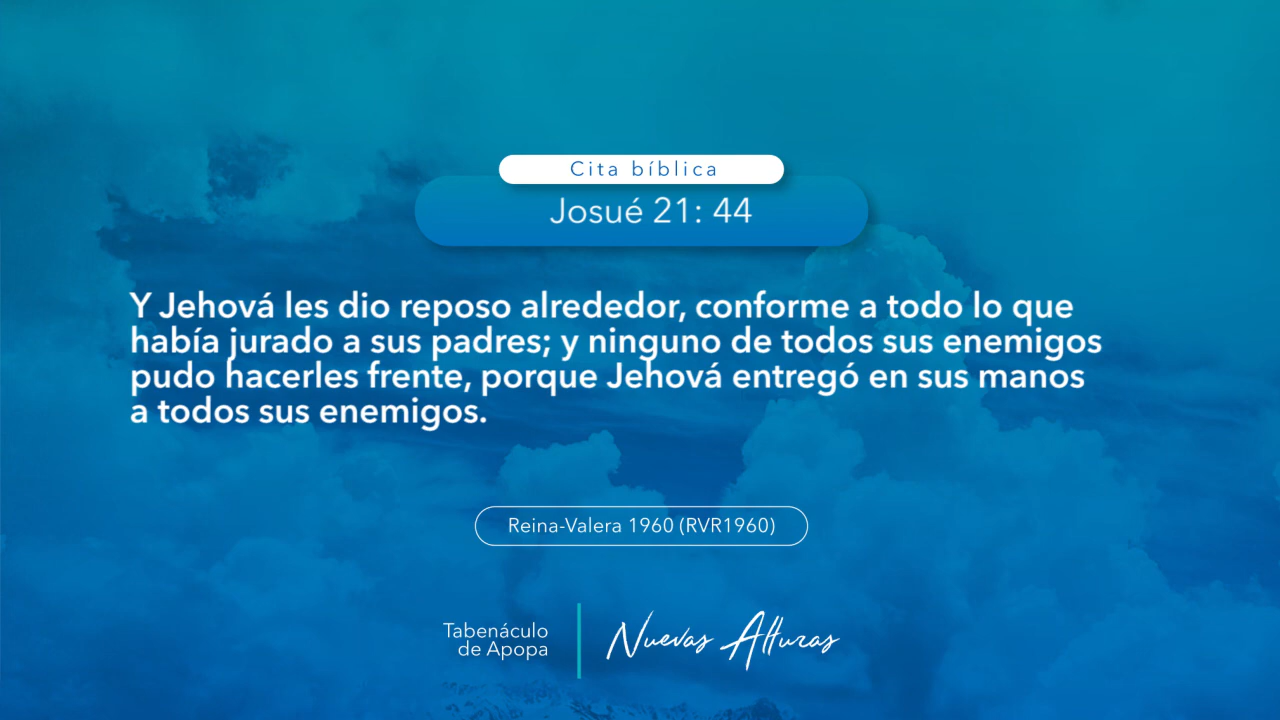 Cita bíblica
Josué 21: 44
Y Jehová les dio reposo alrededor, conforme a todo lo que
había jurado a sus padres; y ninguno de todos sus enemigos
pudo hacerles frente, porque Jehová entregó en sus manos
a todos sus enemigos.
Reina-Valera 1960 (RVR1960)
Tabenáculo
de Apopa
Nuevas Alturas